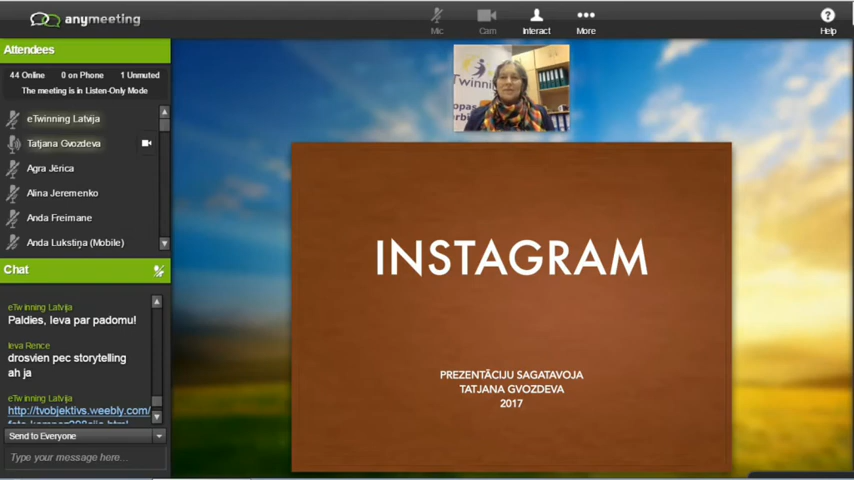 anymeeting
Mic
Cam
Interact
More
Help
Attendees
44 Online
0 on Phone
1 Unmuted
The meeting is in Listen-Only Mode
eTwinning Latvija
Tatjana Gvozdeva
Agra Jērica
Alina Jeremenko
Anda Freimane
Anda Lukstiņa (Mobile)
Chat
eTwinning Latvija
Paldies, Ieva par padomu!
Ieva Rence
drosvien pec storytelling
ah ja
eTwinning Latvija
http://tvobjektivs.weebly.com/
Send to Everyone
Type your message here...
INSTAGRAM
PREZENTĀCIJU SAGATAVOJA
TATJANA GVOZDEVA
2017